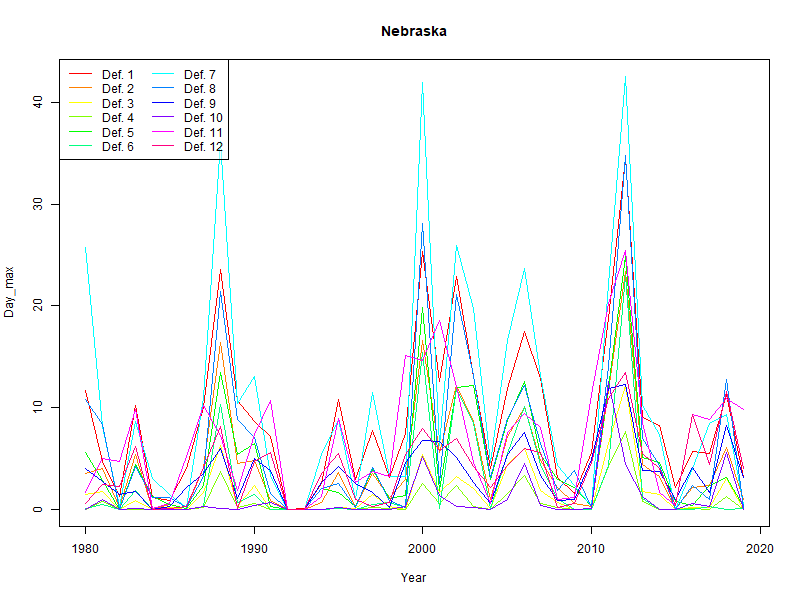 Nebraska
Def. 1 Def. 7
Def. 2 Def. 8
Def. 3 Def. 9
Def. 4 Def. 10
Def. 5 Def. 11
Def. 6 Def. 12
40
30
20
10
0
Day_max
1980 1990 2000 2010 2020
Year